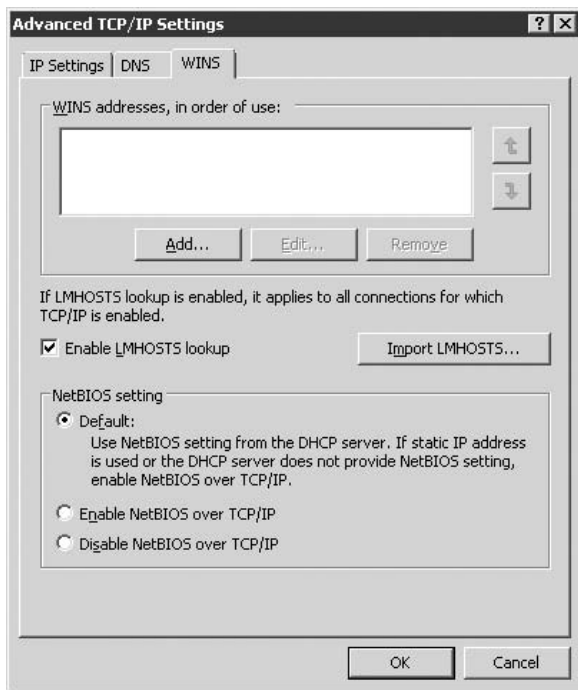 Advanced TCP/IP Settings
IP Settings DNS WINS
WINS addresses, in order of use:
Add... Edit... Remove
If LMHOSTS lookup is enabled, it applies to all connections for which
TCP/IP is enabled.
Enable LMHOSTS lookup Import LMHOSTS...
NetBIOS setting
Default:
Use NetBIOS setting from the DHCP server. If static IP address
is used or the DHCP server does not provide NetBIOS setting,
enable NetBIOS over TCP/IP.
Enable NetBIOS over TCP/IP
Disable NetBIOS over TCP/IP
OK Cancel